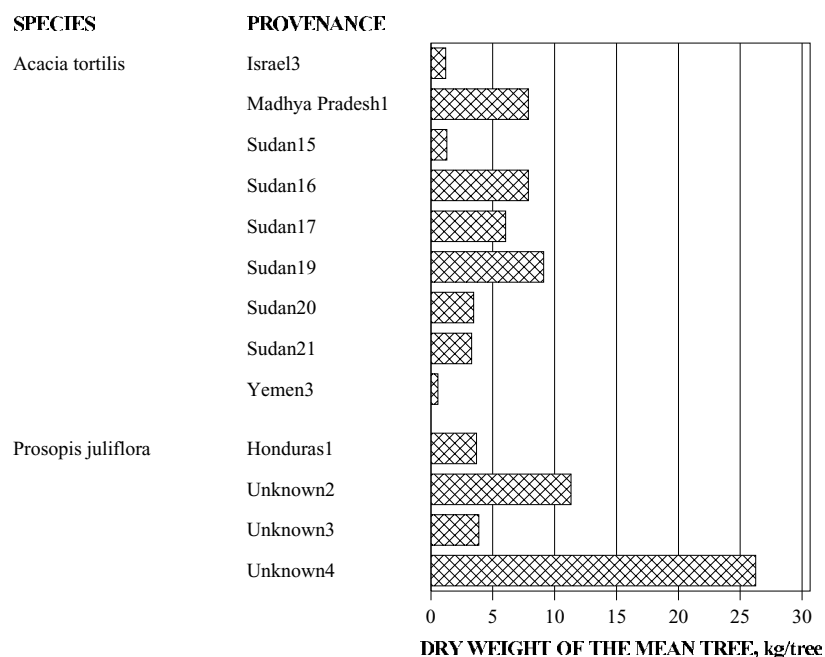 SPECIES PROVENANCE
Acacia tortilis Israel3
Madhya Pradesh1
Sudan15
Sudan16
Sudan17
Sudan19
Sudan20
Sudan21
Yemen3
Prosopis juliflora Honduras1
Unknown2
Unknown3
Unknown4
0 5 10 15 20 25 30
DRY WEIGHT OF THE MEAN TREE, kg/tree